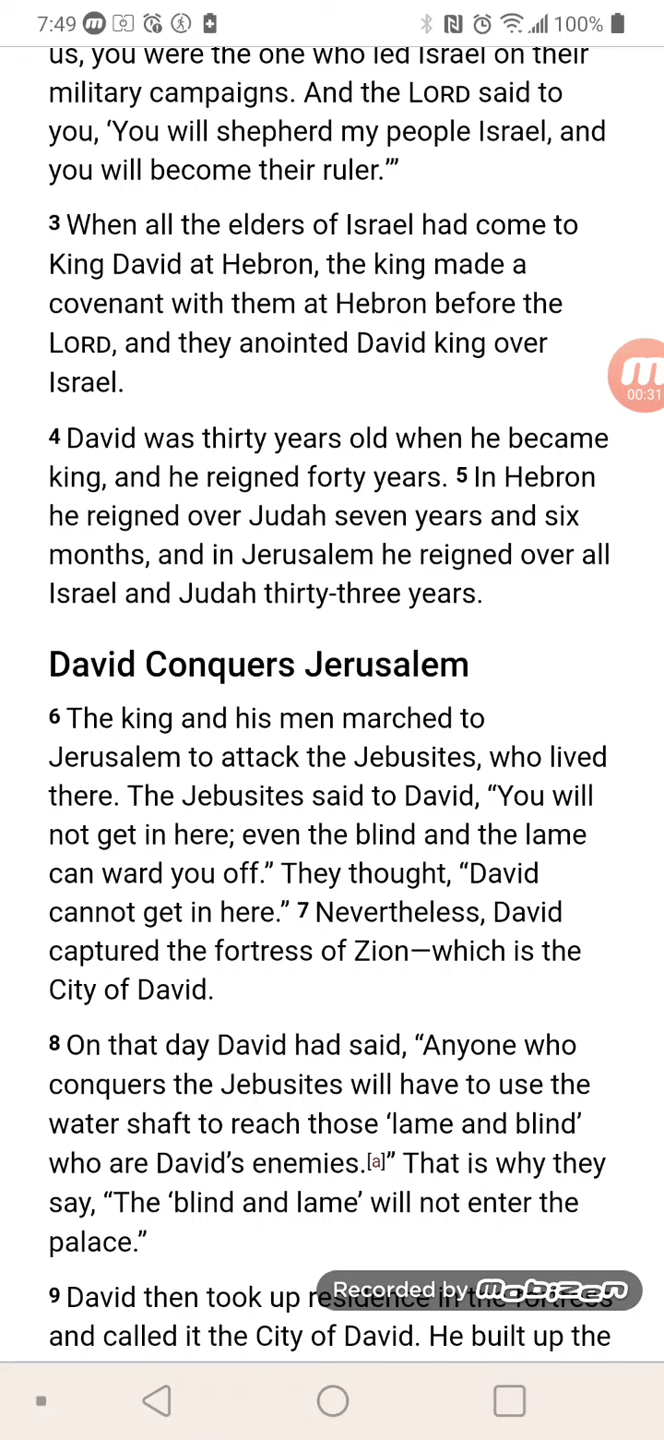 7:49 100%
us, you were the one who led Israel on their
military campaigns. And the LORD said to
you, ‘You will shepherd my people Israel, and
you will become their ruler.’”
3 When all the elders of Israel had come to
King David at Hebron, the king made a
covenant with them at Hebron before the
LORD, and they anointed David king over
Israel.
00:31
4 David was thirty years old when he became
king, and he reigned forty years. 5 In Hebron
he reigned over Judah seven years and six
months, and in Jerusalem he reigned over all
Israel and Judah thirty-three years.
David Conquers Jerusalem
6 The king and his men marched to
Jerusalem to attack the Jebusites, who lived
there. The Jebusites said to David, “You will
not get in here; even the blind and the lame
can ward you off.” They thought, “David
cannot get in here.” 7 Nevertheless, David
captured the fortress of Zion—which is the
City of David.
8 On that day David had said, “Anyone who
conquers the Jebusites will have to use the
water shaft to reach those ‘lame and blind’
who are David’s enemies.[a]” That is why they
say, “The ‘blind and lame’ will not enter the
palace.”
9 David then took up residence in the fortress
Recorded by mobizen
and called it the City of David. He built up the